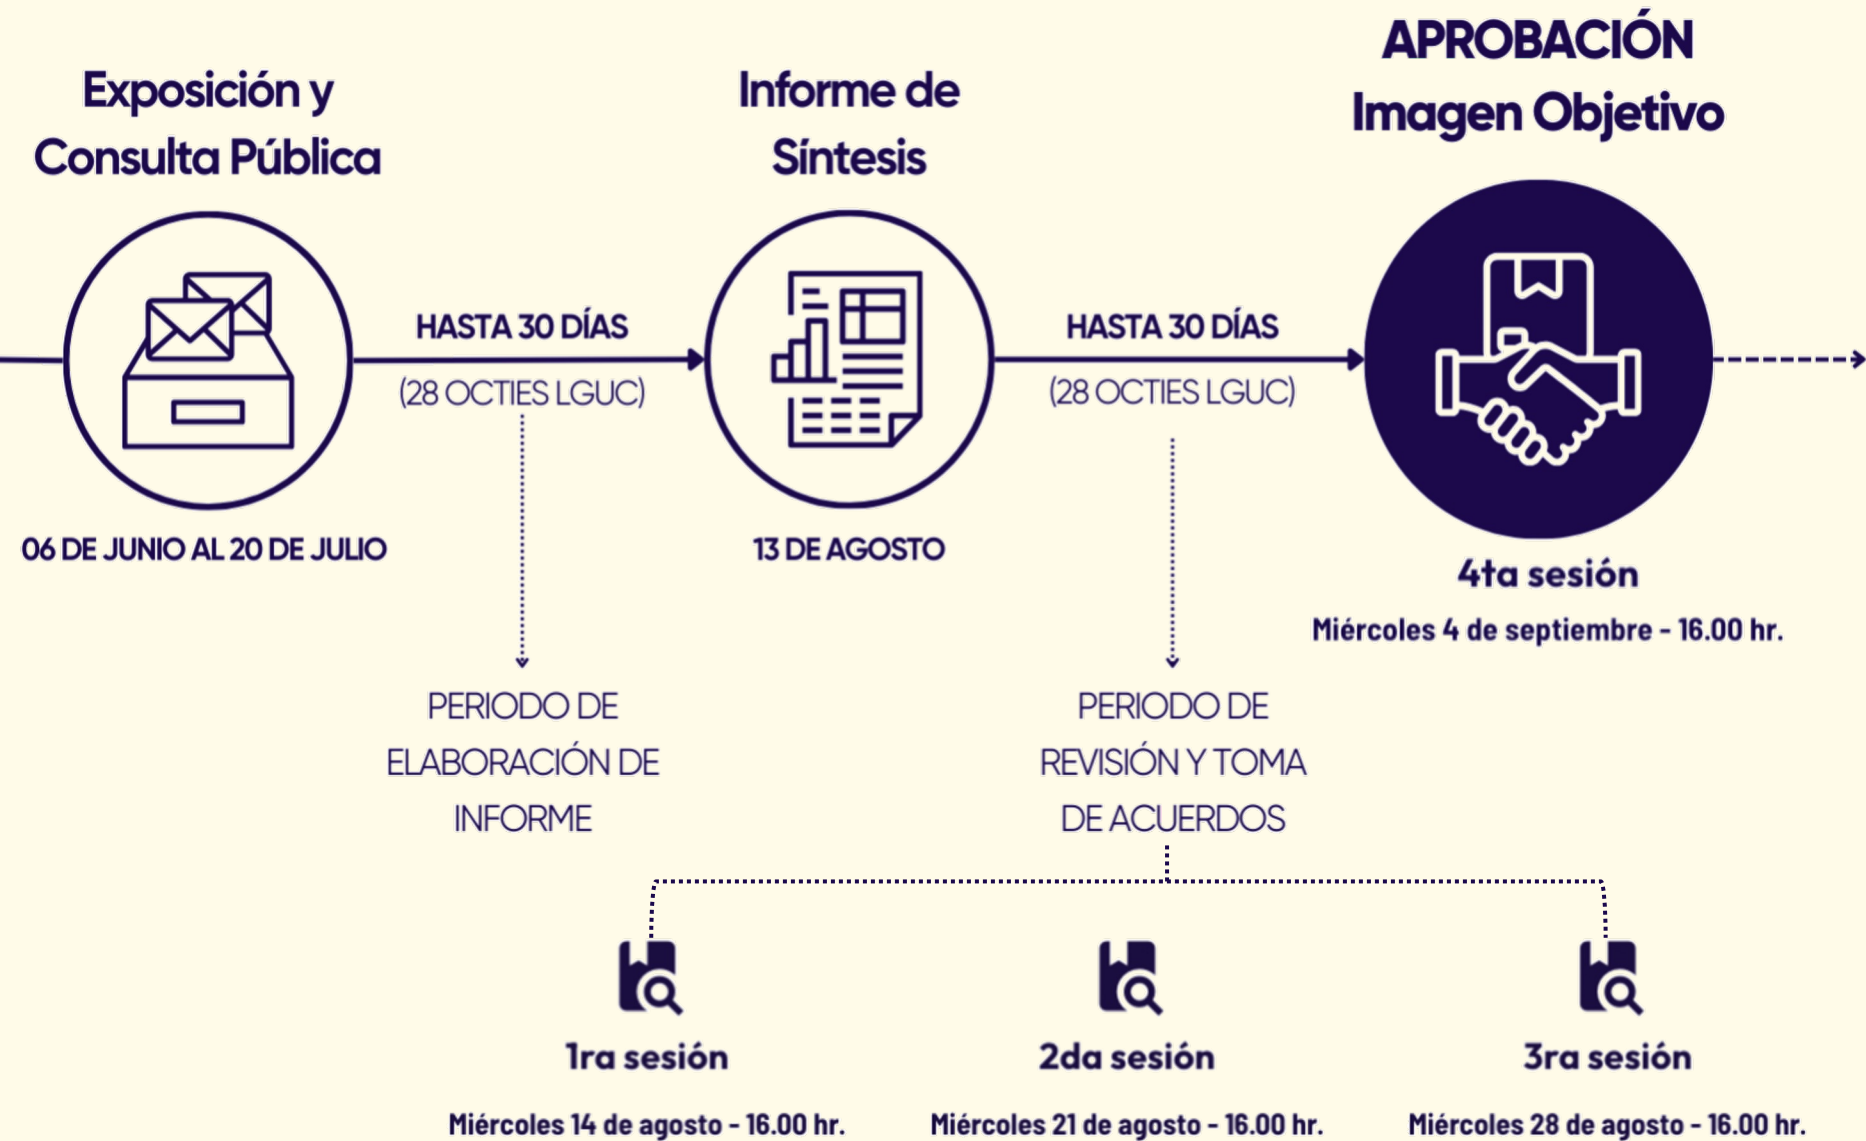 Exposición y
Consulta Pública
06 DE JUNIO AL 20 DE JULIO
HASTA 30 DÍAS
(28 OCTIES LGUC)
PERIODO DE
ELABORACIÓN DE
INFORME
Informe de
Síntesis
13 DE AGOSTO
HASTA 30 DÍAS
(28 OCTIES LGUC)
PERIODO DE
REVISIÓN Y TOMA
DE ACUERDOS
APROBACIÓN
Imagen Objetivo
4ta sesión
Miércoles 4 de septiembre - 16.00 hr.
1ra sesión
Miércoles 14 de agosto - 16.00 hr.
2da sesión
Miércoles 21 de agosto - 16.00 hr.
3ra sesión
Miércoles 28 de agosto - 16.00 hr.